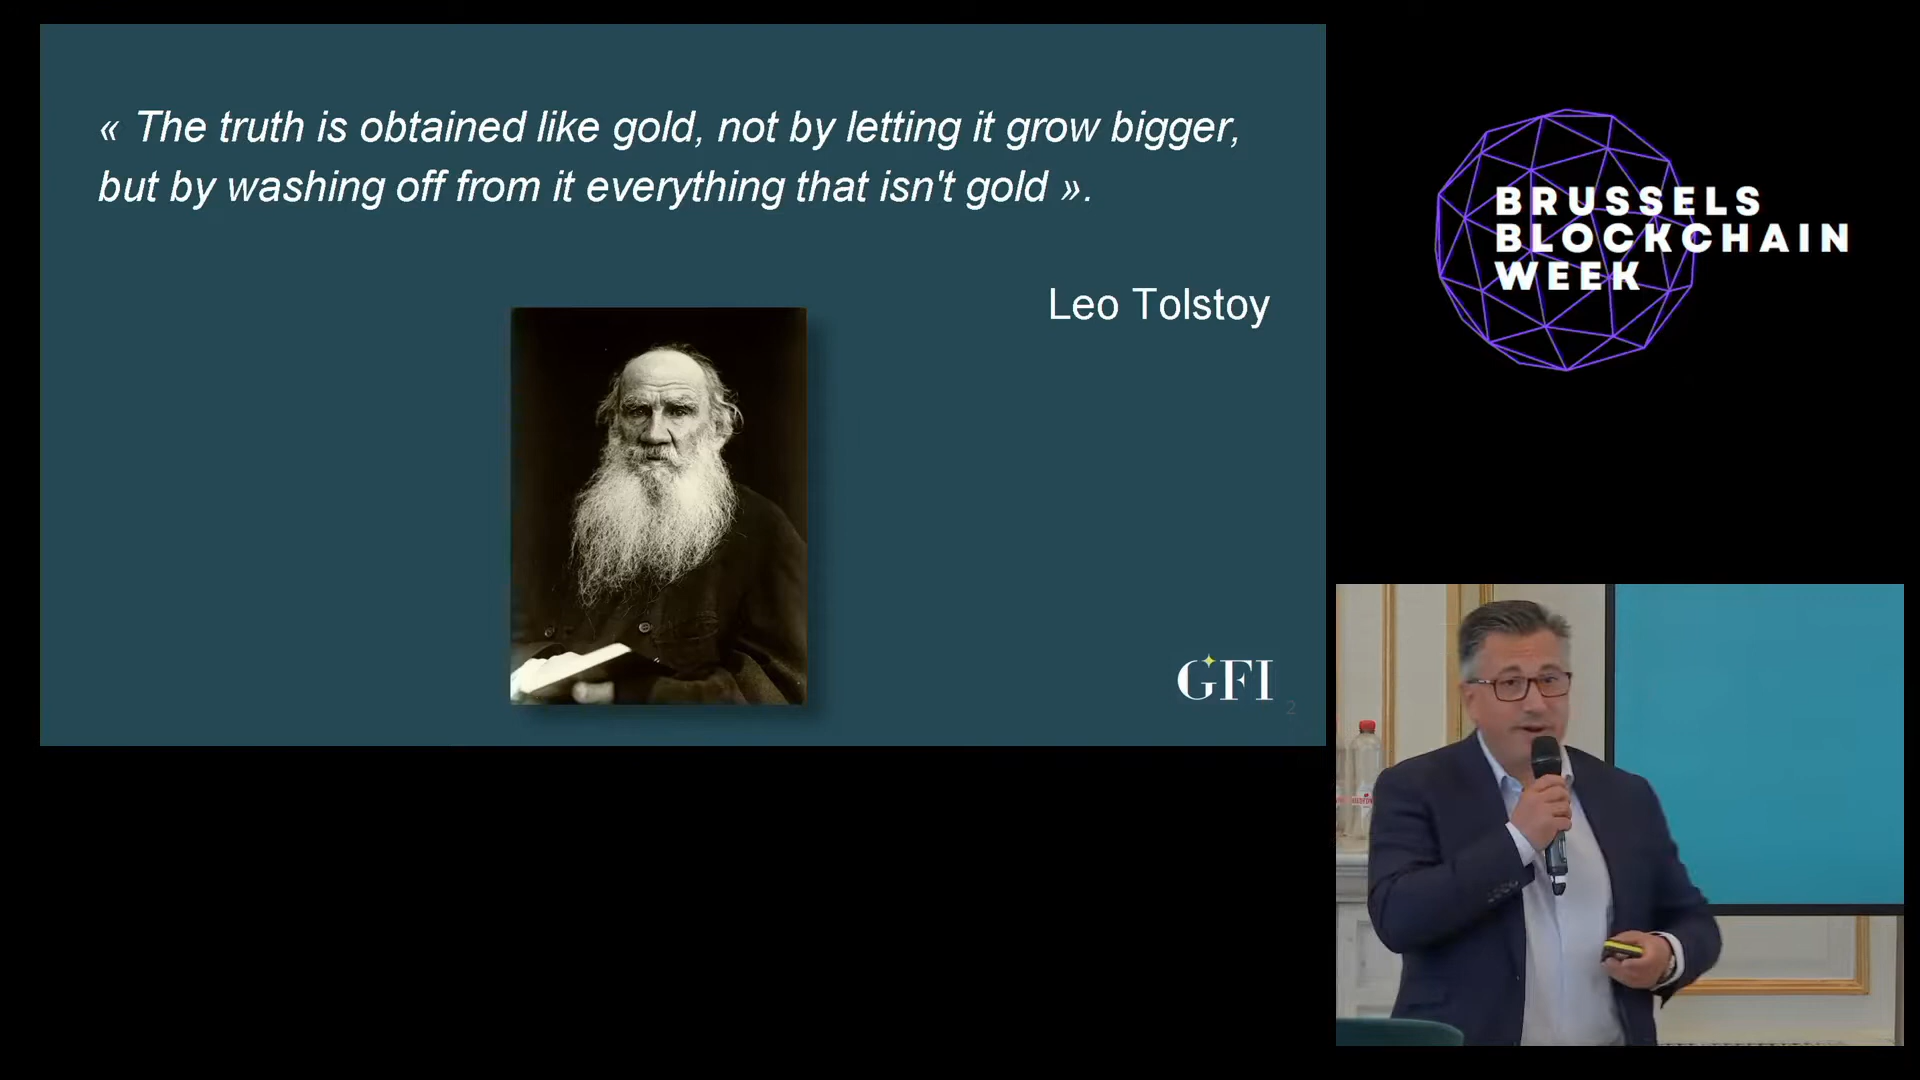 « The truth is obtained like gold, not by letting it grow bigger,
but by washing off from it everything that isn't gold ».
Leo Tolstoy
GFI
2
BRUSSELS
BLOCKCHAIN
WEEK